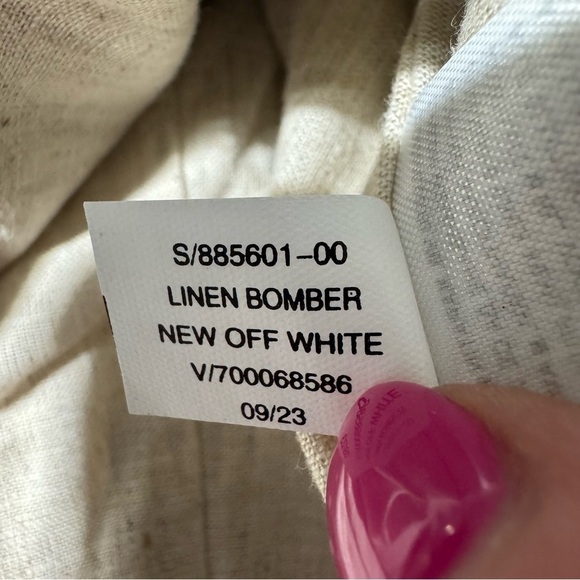 S/885601-00
LINEN BOMBER
NEW OFF WHITE
V/700068586
09/23